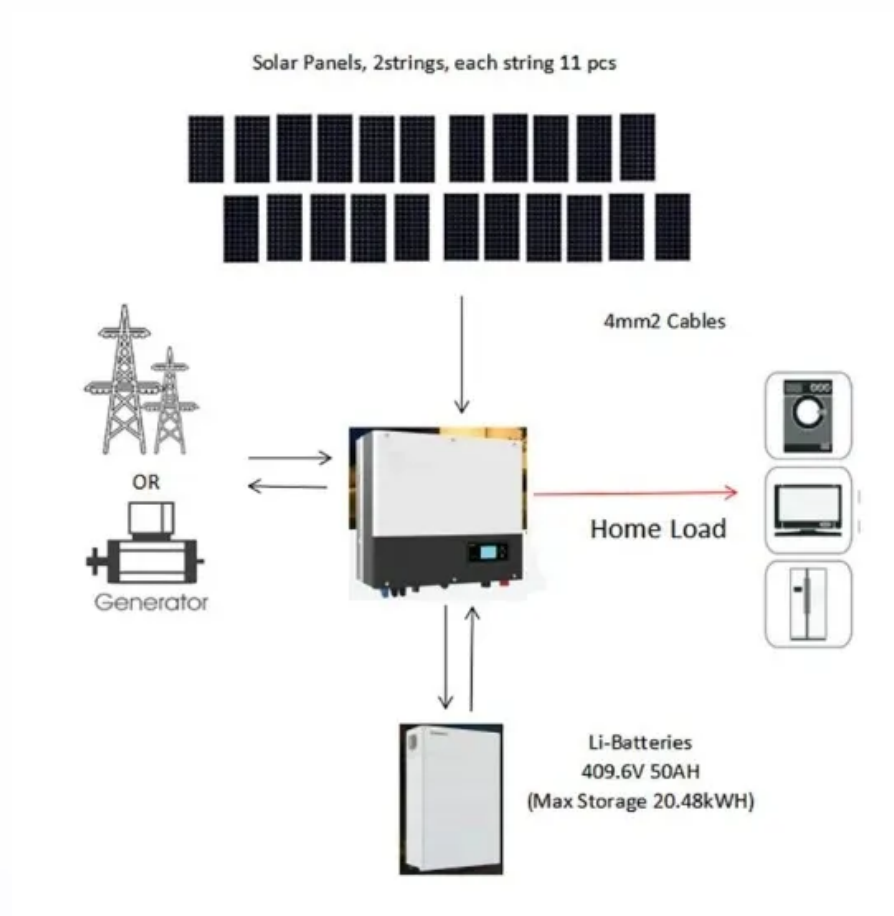 Solar Panels, 2strings, each string 11 pcs
4mm2 Cables
OR
Home Load
Generator
Li-Batteries
409.6V 50AH
(Max Storage 20.48kWH)